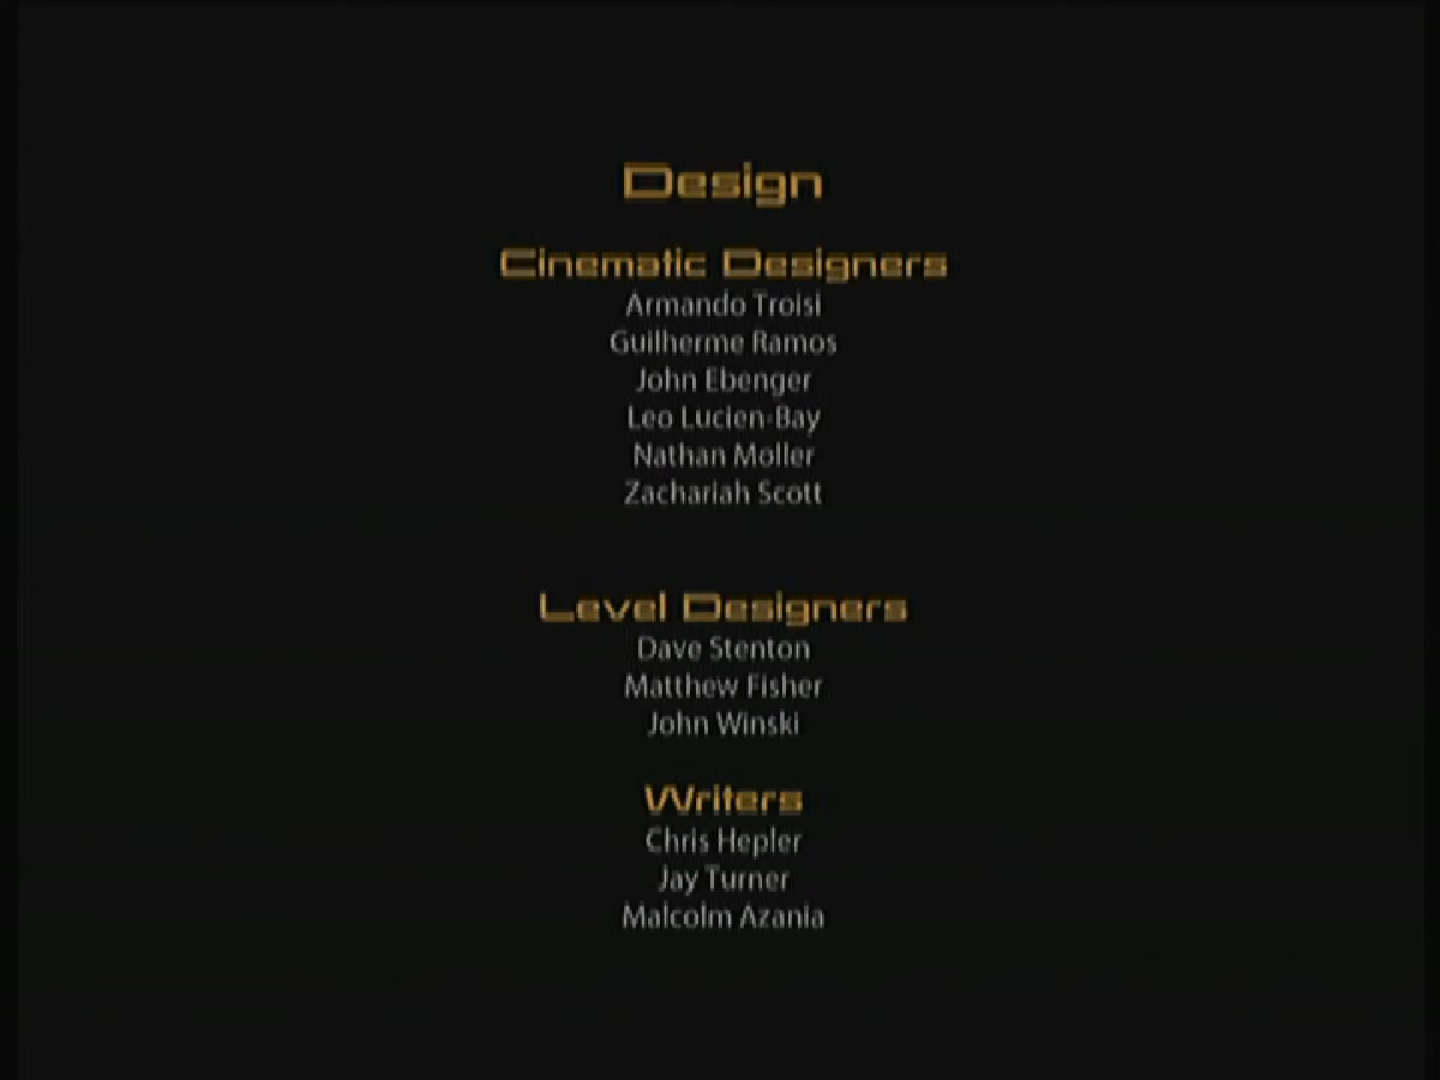 Design
Cinematic Designers
Armando Troisi
Guilherme Ramos
John Ebenger
Leo Lucien-Bay
Nathan Moller
Zachariah Scott
Level Designers
Dave Stenton
Matthew Fisher
John Winski
Writers
Chris Hepler
Jay Turner
Malcolm Azania